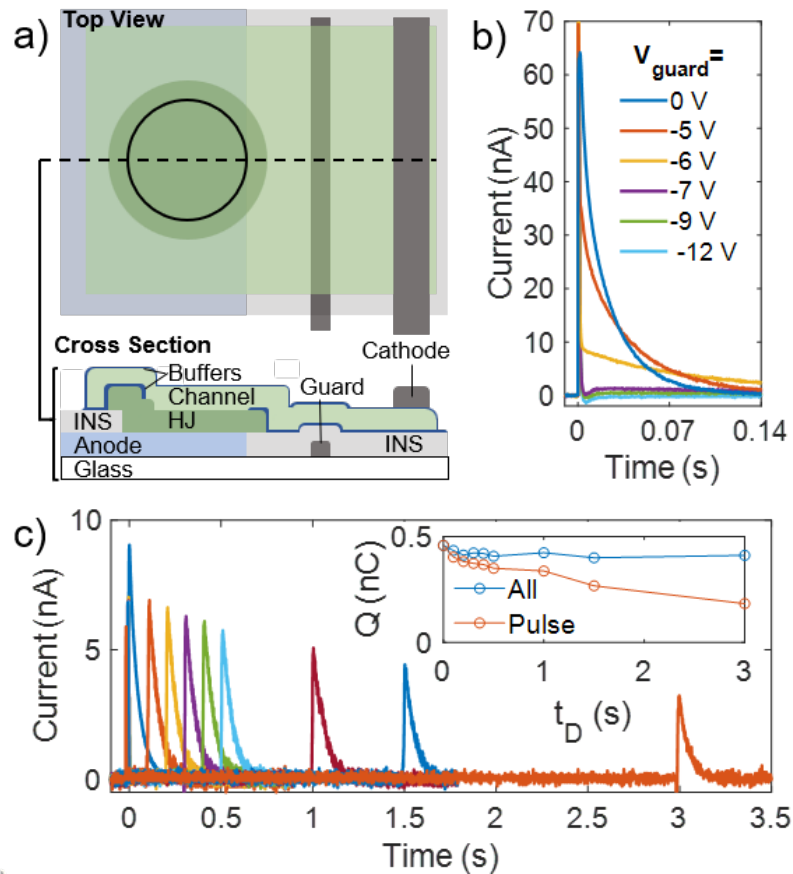 a)
Top View
Cross Section
Buffers
Channel
INS
HJ
Anode
Glass
Guard
INS
Cathode
b)
70
60
50
40
30
20
10
0
Current (nA)
V_guard=
0 V
-5 V
-6 V
-7 V
-9 V
-12 V
0
0.07
0.14
Time (s)
c)
10
5
0
Current (nA)
0
0.5
1
1.5
2
2.5
3
3.5
Time (s)
0.5
0
Q (nC)
All
Pulse
0
1
2
3
t_D (s)